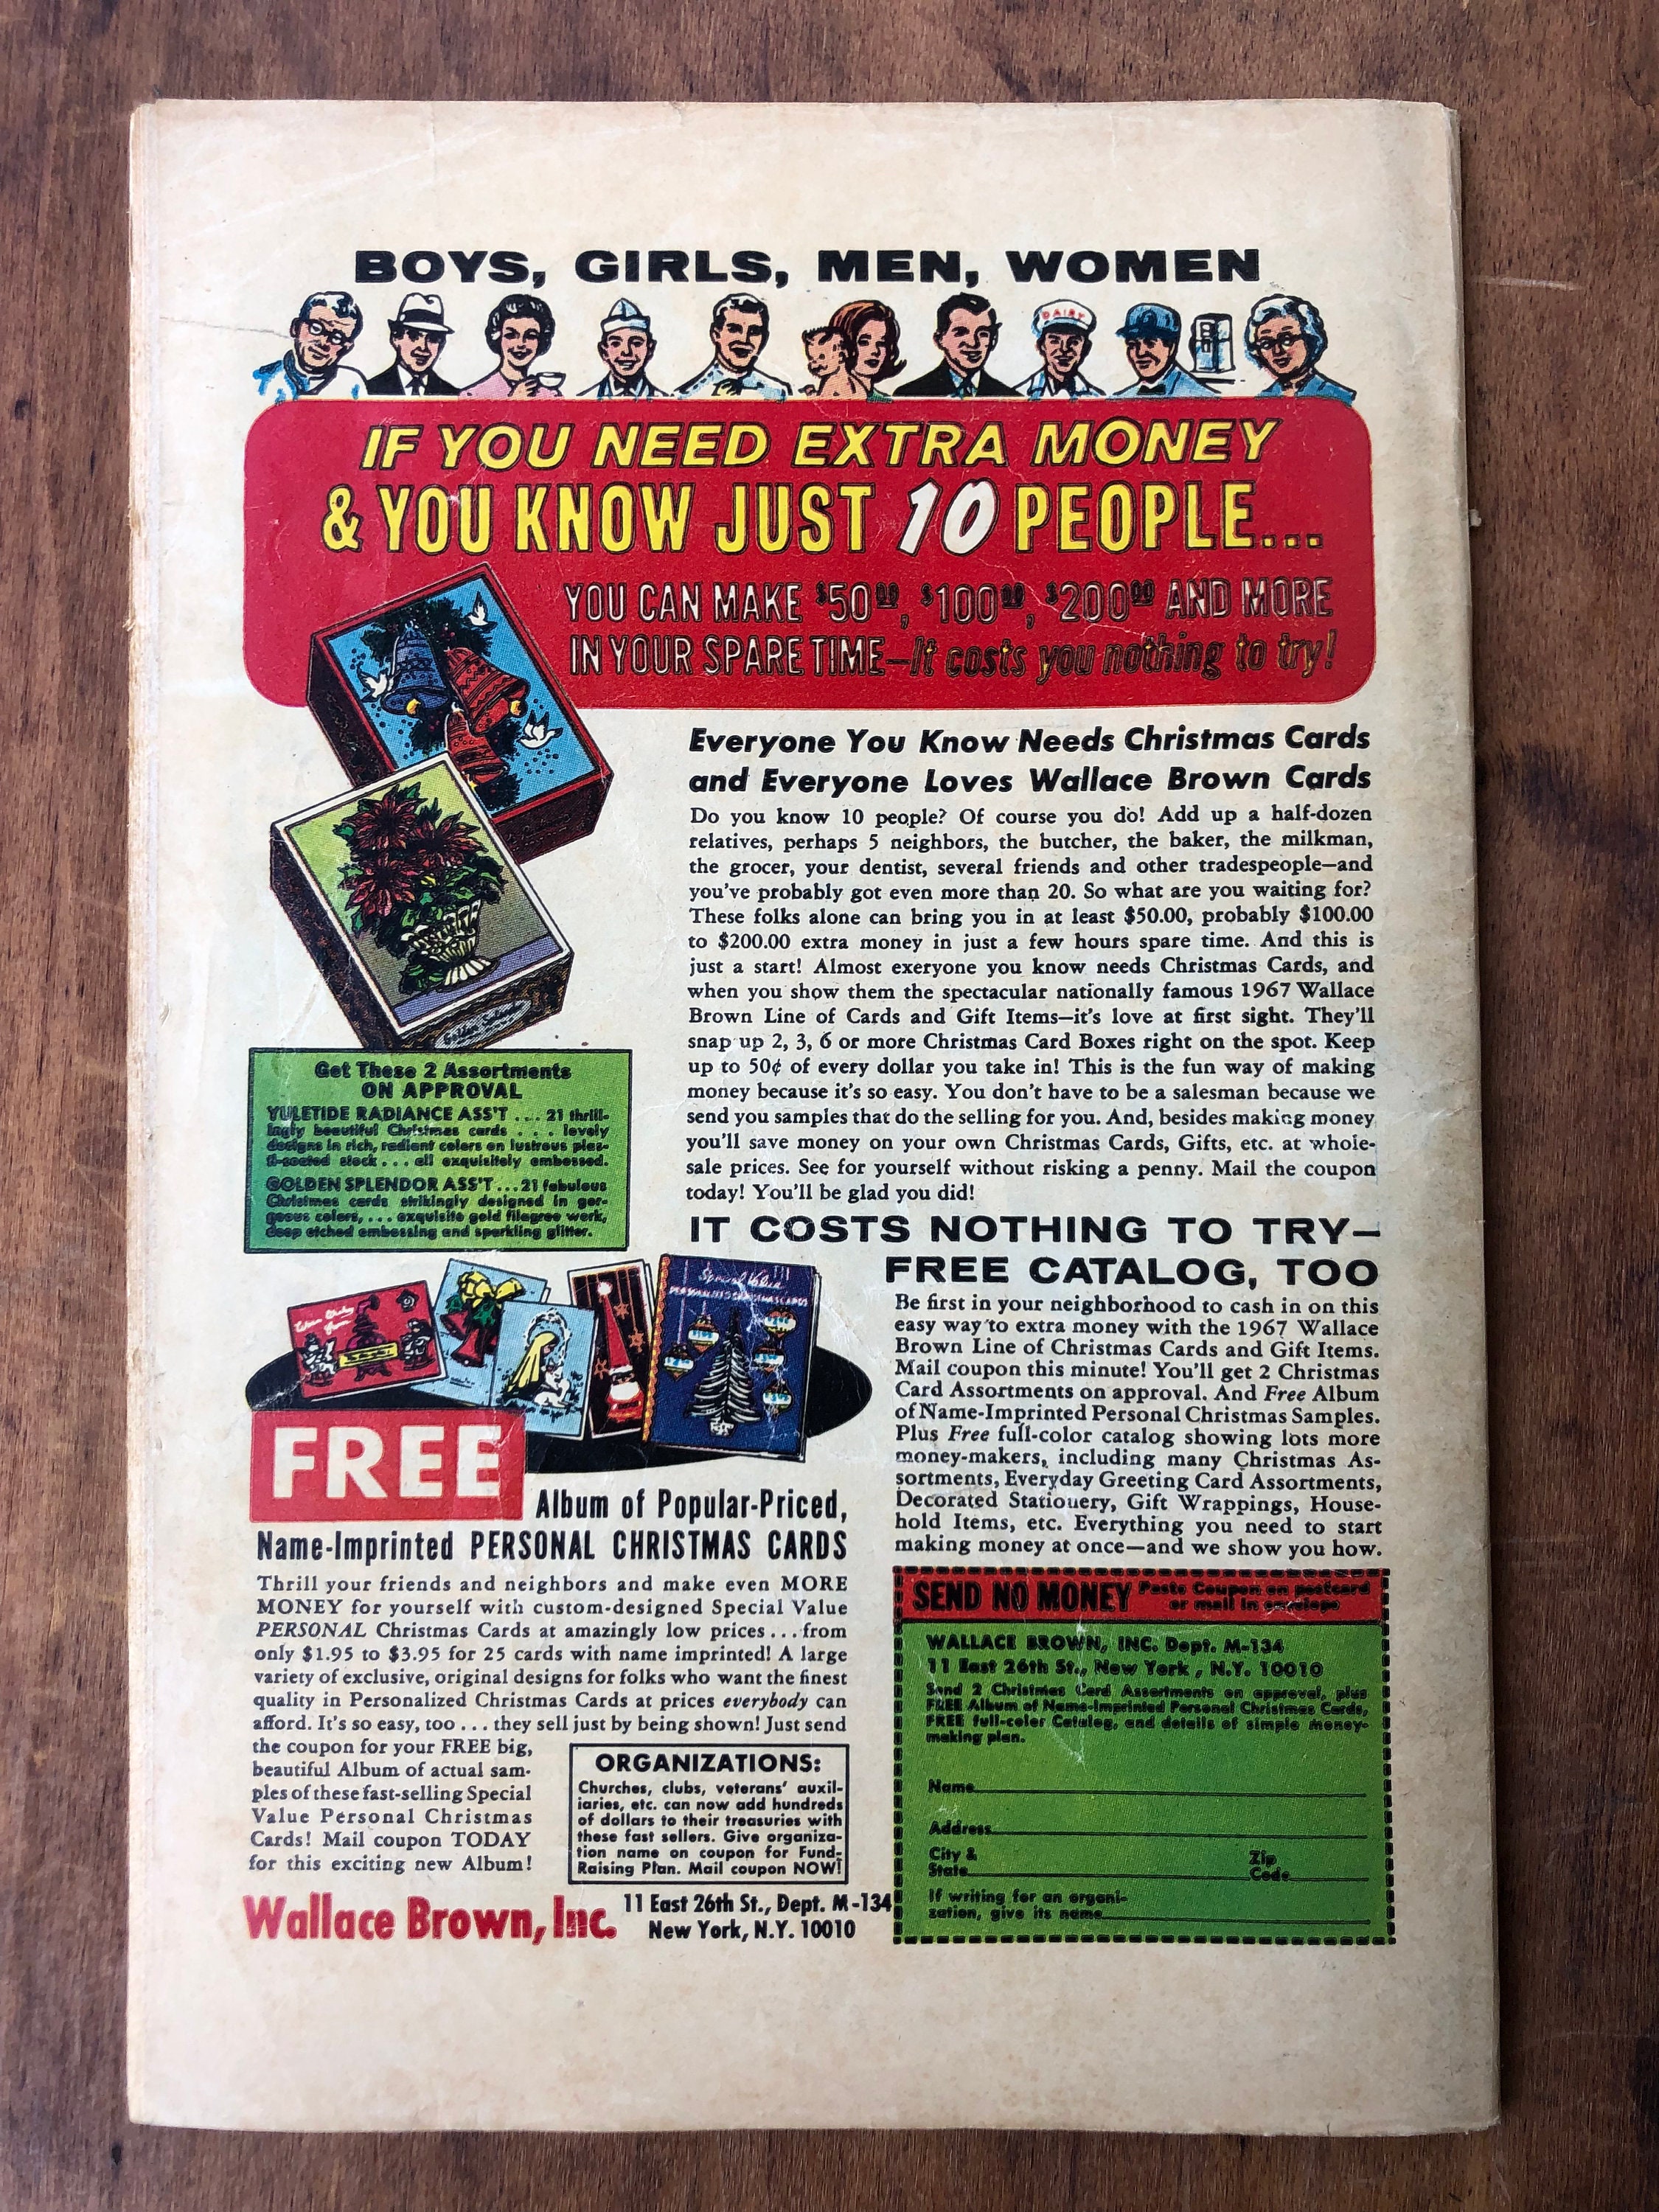 BOYS, GIRLS, MEN, WOMEN
DAIRY
IF YOU NEED EXTRA MONEY
& YOU KNOW JUST 10 PEOPLE...
YOU CAN MAKE $50.00, $100.00, $200.00 AND MORE
IN YOUR SPARE TIME—It costs you nothing to try!
Everyone You Know Needs Christmas Cards
and Everyone Loves Wallace Brown Cards
Do you know 10 people? Of course you do! Add up a half-dozen
relatives, perhaps 5 neighbors, the butcher, the baker, the milkman,
the grocer, your dentist, several friends and other tradespeople—and
you've probably got even more than 20. So what are you waiting for?
These folks alone can bring you in at least $50.00, probably $100.00
to $200.00 extra money in just a few hours spare time. And this is
just a start! Almost exeryone you know needs Christmas Cards, and
when you show them the spectacular nationally famous 1967 Wallace
Brown Line of Cards and Gift Items—it's love at first sight. They'll
snap up 2, 3, 6 or more Christmas Card Boxes right on the spot. Keep
up to 50¢ of every dollar you take in! This is the fun way of making
money because it's so easy. You don't have to be a salesman because we
send you samples that do the selling for you. And, besides making money
you'll save money on your own Christmas Cards, Gifts, etc. at whole-
sale prices. See for yourself without risking a penny. Mail the coupon
today! You'll be glad you did!
Get These 2 Assortments
ON APPROVAL
YULETIDE RADIANCE ASS'T ... 21 thrill-
ingly beautiful Christmas cards . . . lovely
designs in rich, radiant colors on lustrous plas-
ti-coated stock . . . all exquisitely embossed.
GOLDEN SPLENDOR ASS'T ... 21 fabulous
Christmas cards strikingly designed in gor-
geous colors, . . . exquisite gold filagree work,
deep etched embossing and sparkling glitter.
IT COSTS NOTHING TO TRY—
FREE CATALOG, TOO
Be first in your neighborhood to cash in on this
easy way to extra money with the 1967 Wallace
Brown Line of Christmas Cards and Gift Items.
Mail coupon this minute! You'll get 2 Christmas
Card Assortments on approval. And Free Album
of Name-Imprinted Personal Christmas Samples.
Plus Free full-color catalog showing lots more
money-makers, including many Christmas As-
sortments, Everyday Greeting Card Assortments,
Decorated Stationery, Gift Wrappings, House-
hold Items, etc. Everything you need to start
making money at once—and we show you how.
Special Value
PERSONALIZED CHRISTMAS CARDS
FREE
Album of Popular-Priced,
Name-Imprinted PERSONAL CHRISTMAS CARDS
Thrill your friends and neighbors and make even MORE
MONEY for yourself with custom-designed Special Value
PERSONAL Christmas Cards at amazingly low prices . . . from
only $1.95 to $3.95 for 25 cards with name imprinted! A large
variety of exclusive, original designs for folks who want the finest
quality in Personalized Christmas Cards at prices everybody can
afford. It's so easy, too . . . they sell just by being shown! Just send
the coupon for your FREE big,
beautiful Album of actual sam-
ples of these fast-selling Special
Value Personal Christmas
Cards! Mail coupon TODAY
for this exciting new Album!
ORGANIZATIONS:
Churches, clubs, veterans' auxil-
iaries, etc. can now add hundreds
of dollars to their treasuries with
these fast sellers. Give organiza-
tion name on coupon for Fund-
Raising Plan. Mail coupon NOW!
Wallace Brown, Inc.
11 East 26th St., Dept. M-134
New York, N.Y. 10010
SEND NO MONEY
Paste Coupon on postcard
or mail in envelope
WALLACE BROWN, INC. Dept. M-134
11 East 26th St., New York, N.Y. 10010
Send 2 Christmas Card Assortments on approval, plus
FREE Album of Name-Imprinted Personal Christmas Cards,
FREE full-color Catalog, and details of simple money-
making plan.
Name
Address
City &
State
Zip
Code
If writing for an organi-
zation, give its name